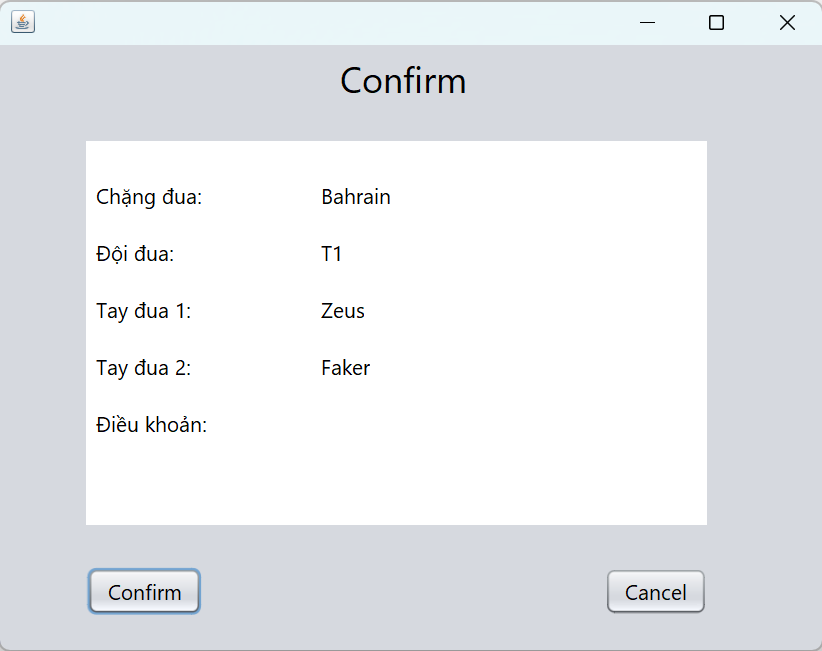 Confirm
Chặng đua: Bahrain
Đội đua: T1
Tay đua 1: Zeus
Tay đua 2: Faker
Điều khoản:
Confirm Cancel